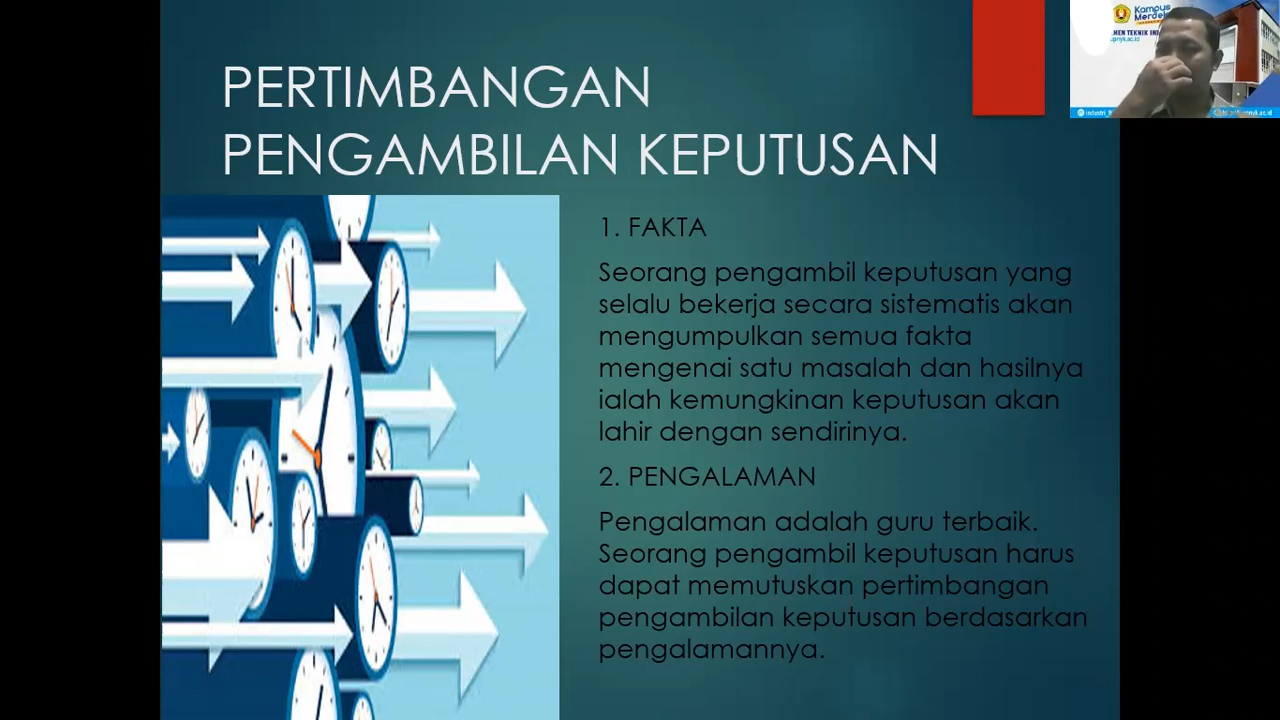 PERTIMBANGAN
PENGAMBILAN KEPUTUSAN
1. FAKTA
Seorang pengambil keputusan yang
selalu bekerja secara sistematis akan
mengumpulkan semua fakta
mengenai satu masalah dan hasilnya
ialah kemungkinan keputusan akan
lahir dengan sendirinya.
2. PENGALAMAN
Pengalaman adalah guru terbaik.
Seorang pengambil keputusan harus
dapat memutuskan pertimbangan
pengambilan keputusan berdasarkan
pengalamannya.
Kampus